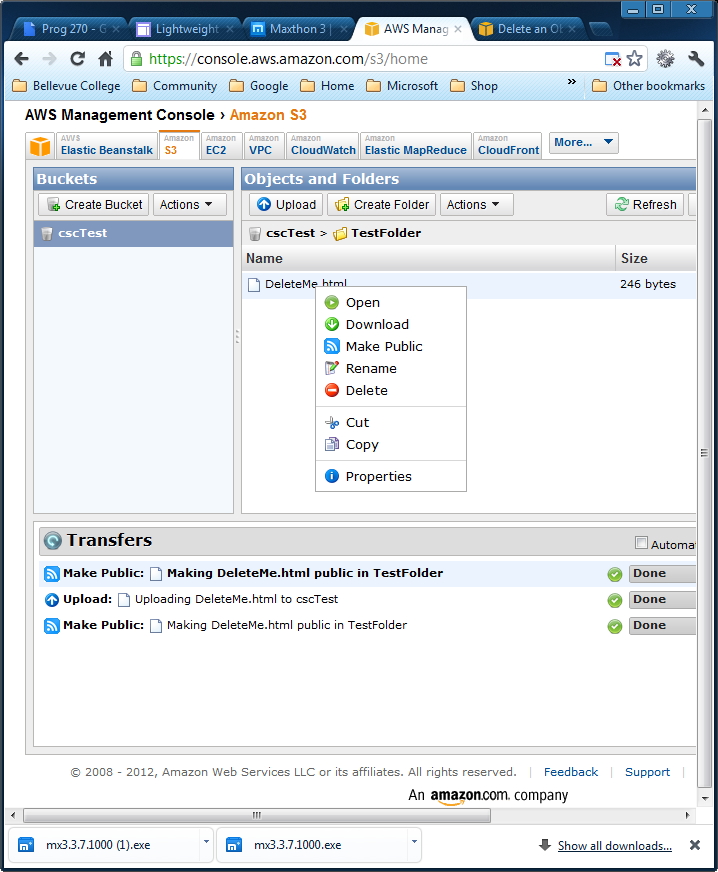 Prog 270 - G
Lightweight
Maxthon 3 |
AWS Manag
Delete an Ob
https://console.aws.amazon.com/s3/home
Bellevue College
Community
Google
Home
Microsoft
Shop
»
Other bookmarks
AWS Management Console › Amazon S3
AWS
Elastic Beanstalk
Amazon
S3
Amazon
EC2
Amazon
VPC
Amazon
CloudWatch
Amazon
Elastic MapReduce
Amazon
CloudFront
More...
Buckets
Objects and Folders
Create Bucket
Actions
Upload
Create Folder
Actions
Refresh
cscTest
cscTest > TestFolder
Name
Size
DeleteMe.html
246 bytes
Open
Download
Make Public
Rename
Delete
Cut
Copy
Properties
Transfers
Automat
Make Public: Making DeleteMe.html public in TestFolder
Done
Upload: Uploading DeleteMe.html to cscTest
Done
Make Public: Making DeleteMe.html public in TestFolder
Done
© 2008 - 2012, Amazon Web Services LLC or its affiliates. All rights reserved. | Feedback | Support |
An amazon.com company
mx3.3.7.1000 (1).exe
mx3.3.7.1000.exe
Show all downloads...